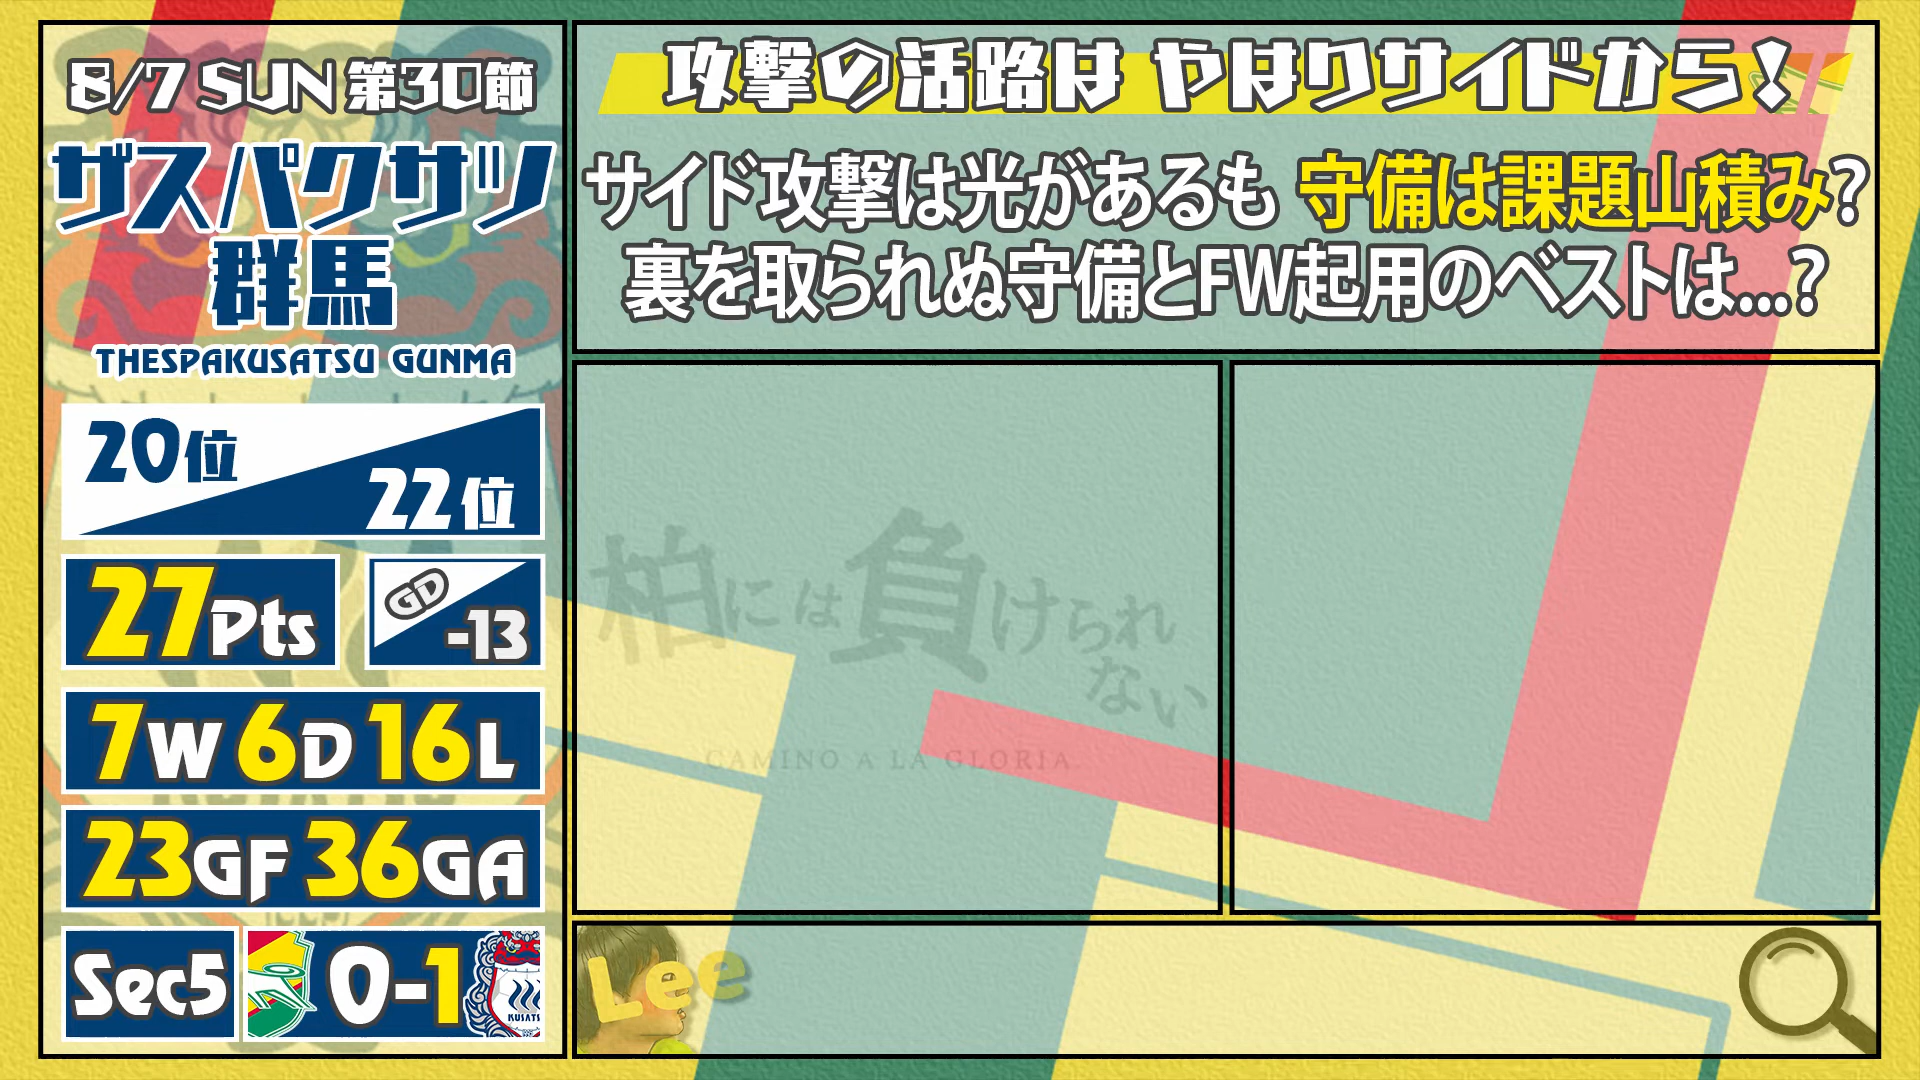 8/7 SUN 第30節
ザスパクサツ
群馬
THESPAKUSATSU GUNMA
20位
22位
27Pts
GD
-13
7W 6D 16L
23GF 36GA
Sec5
0-1
KUSATS
攻撃の活路は やはりサイドから!
サイド攻撃は光があるも 守備は課題山積み?
裏を取られぬ守備とFW起用のベストは...?
柏には負けられ
ない
CAMINO A LA GLORIA
Lee